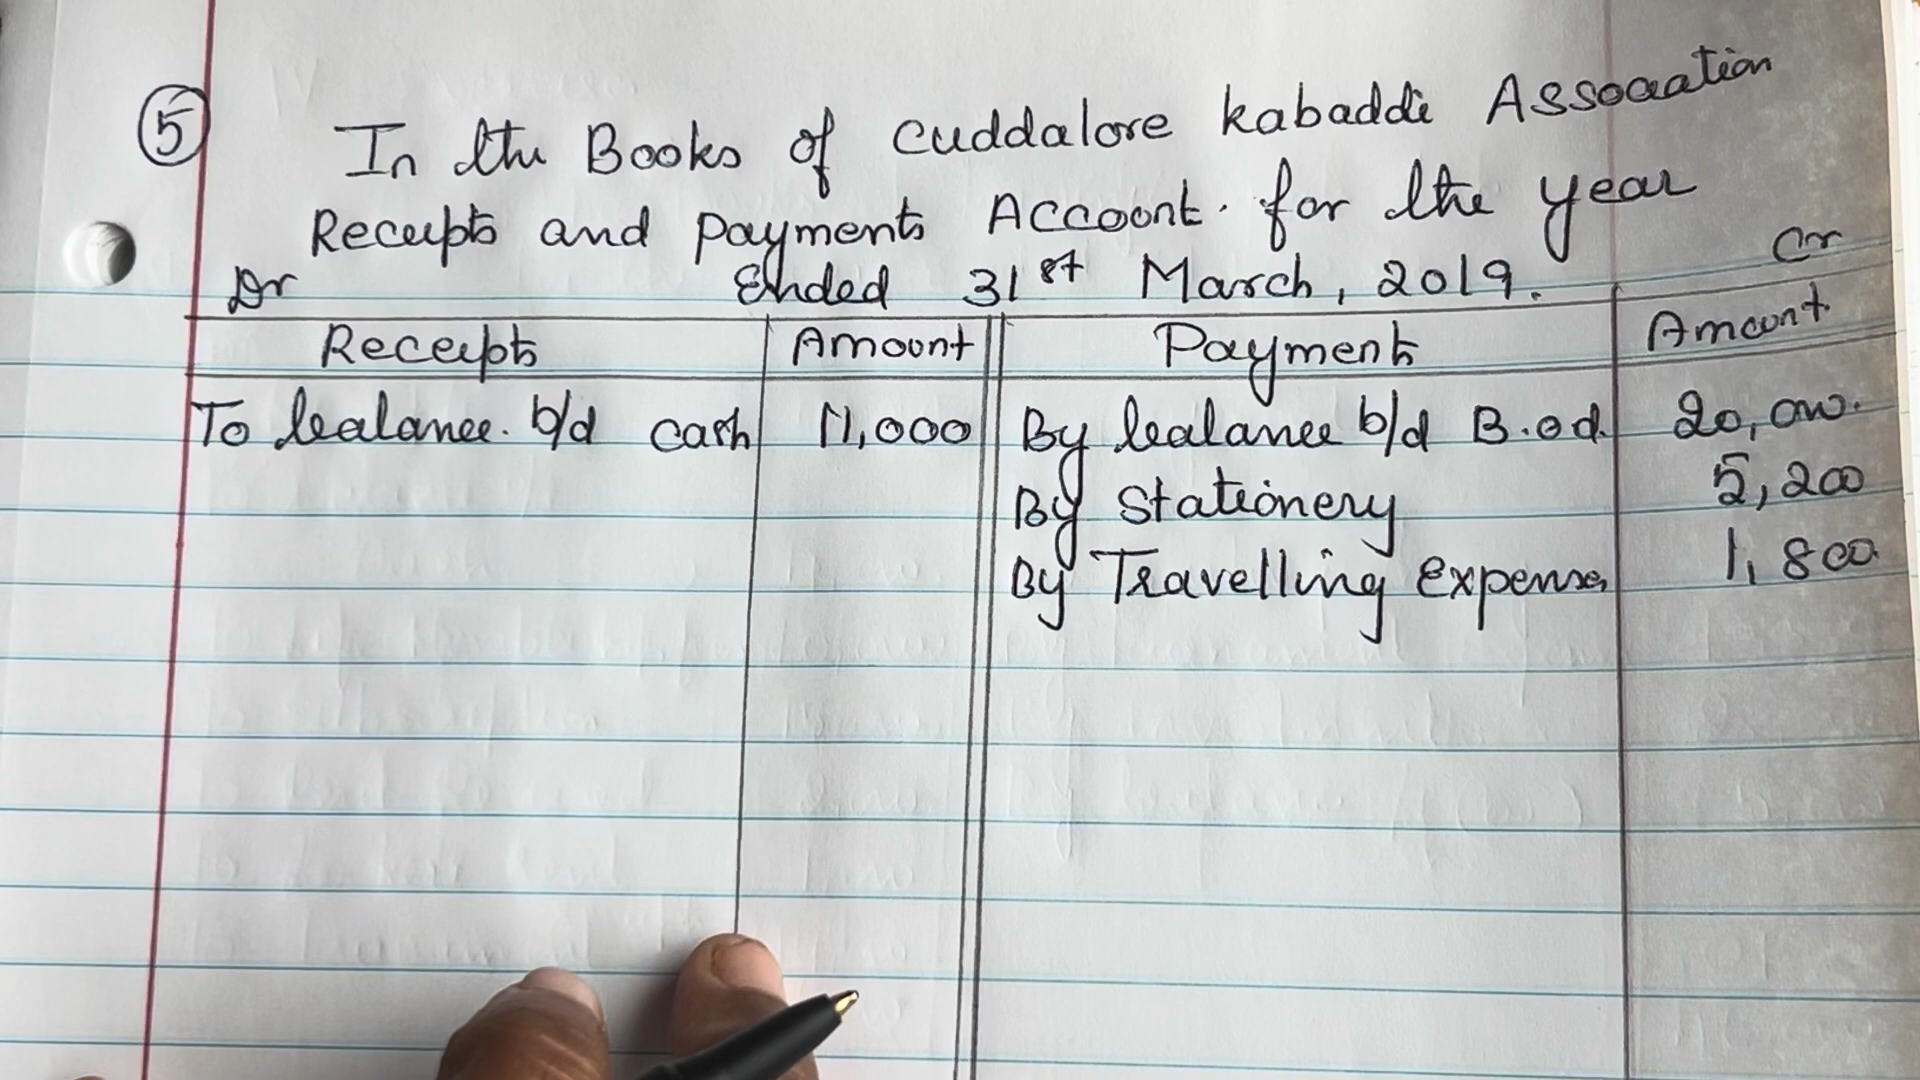 5
In the Books of Cuddalore kabaddi Association
Receipts and payments Account. for the year
Dr Ended 31st March, 2019. Cr
Receipts Amount Payments Amount
To balance. b/d cash 11,000 By balance b/d B.od. 20,000.
By Stationery 5,200
By Travelling Expenses 1,800